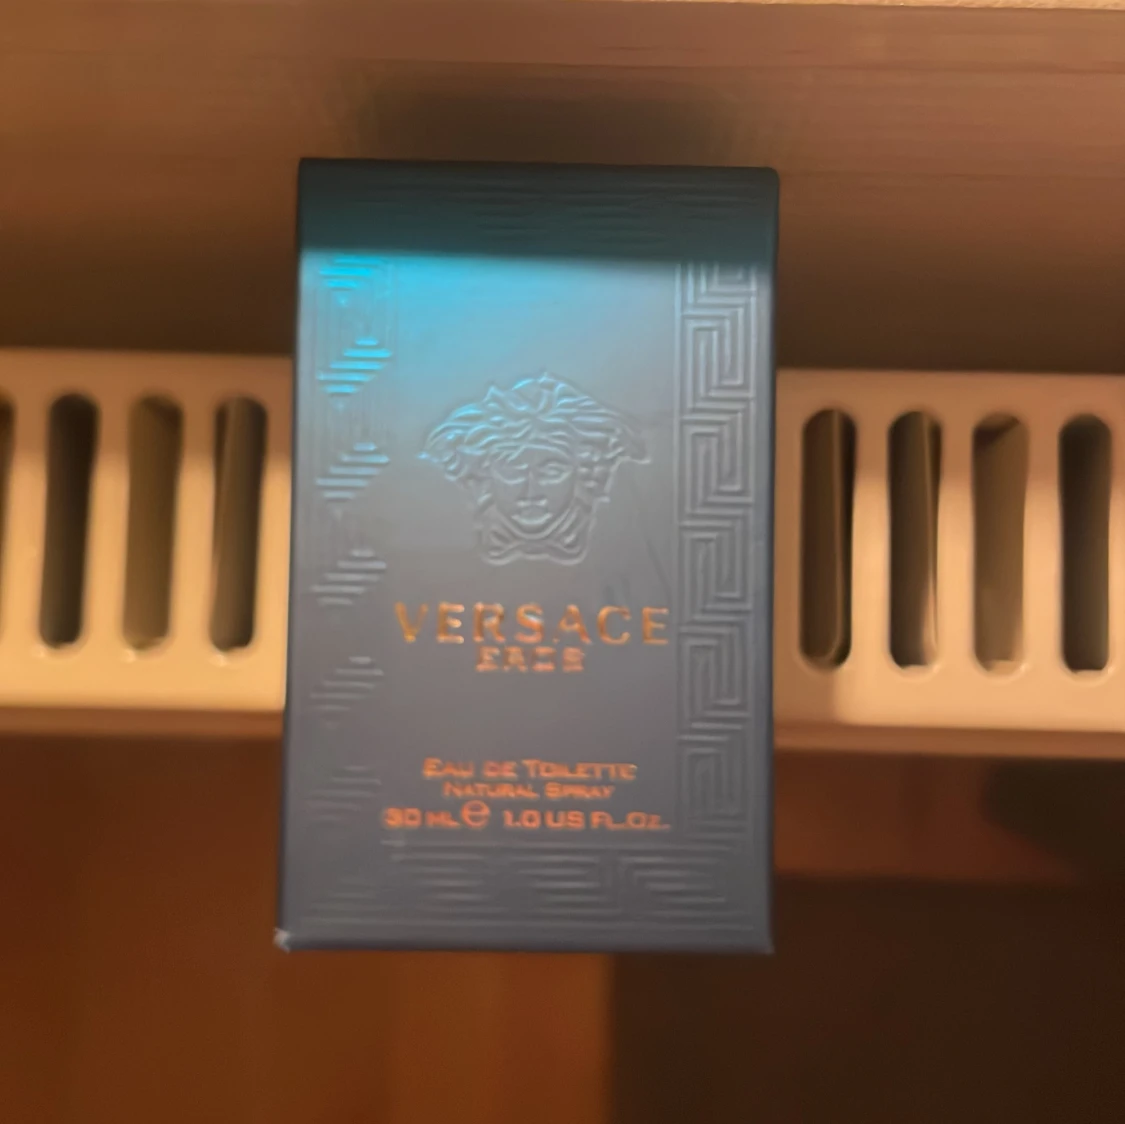 VERSACE
EROS
EAU DE TOILETTE
NATURAL SPRAY
30 ML e 1.0 US FL.OZ.